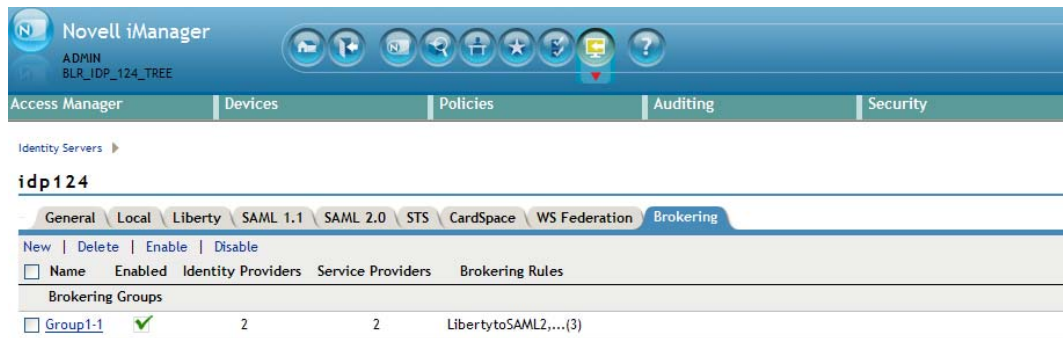 Novell iManager
ADMIN
BLR_IDP_124_TREE
Access Manager Devices Policies Auditing Security
Identity Servers
idp124
General Local Liberty SAML 1.1 SAML 2.0 STS CardSpace WS Federation Brokering
New | Delete | Enable | Disable
Name Enabled Identity Providers Service Providers Brokering Rules
Brokering Groups
Group1-1 2 2 LibertytoSAML2,...(3)